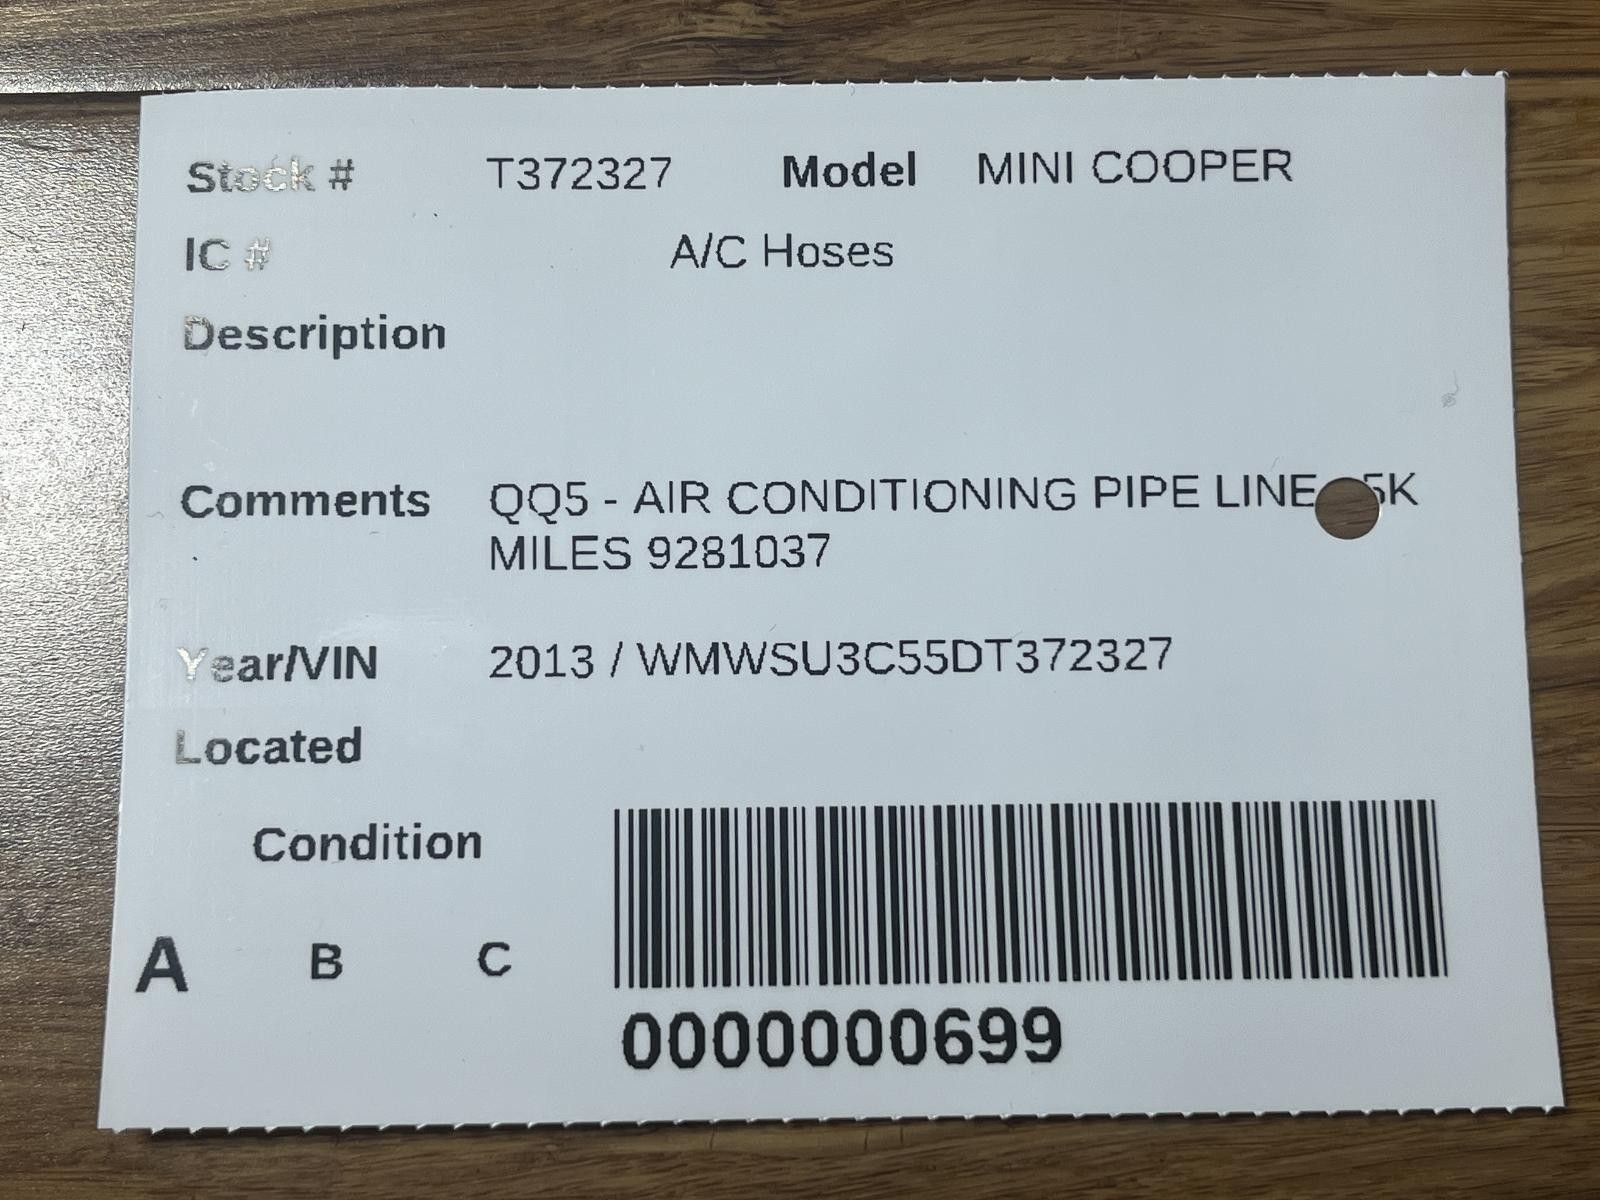 Stock # T372327 Model MINI COOPER
IC # A/C Hoses
Description
Comments QQ5 - AIR CONDITIONING PIPE LINE
MILES 9281037
Year/VIN 2013 / WMWSU3C55DT372327
Located
Condition
A B C
0000000699